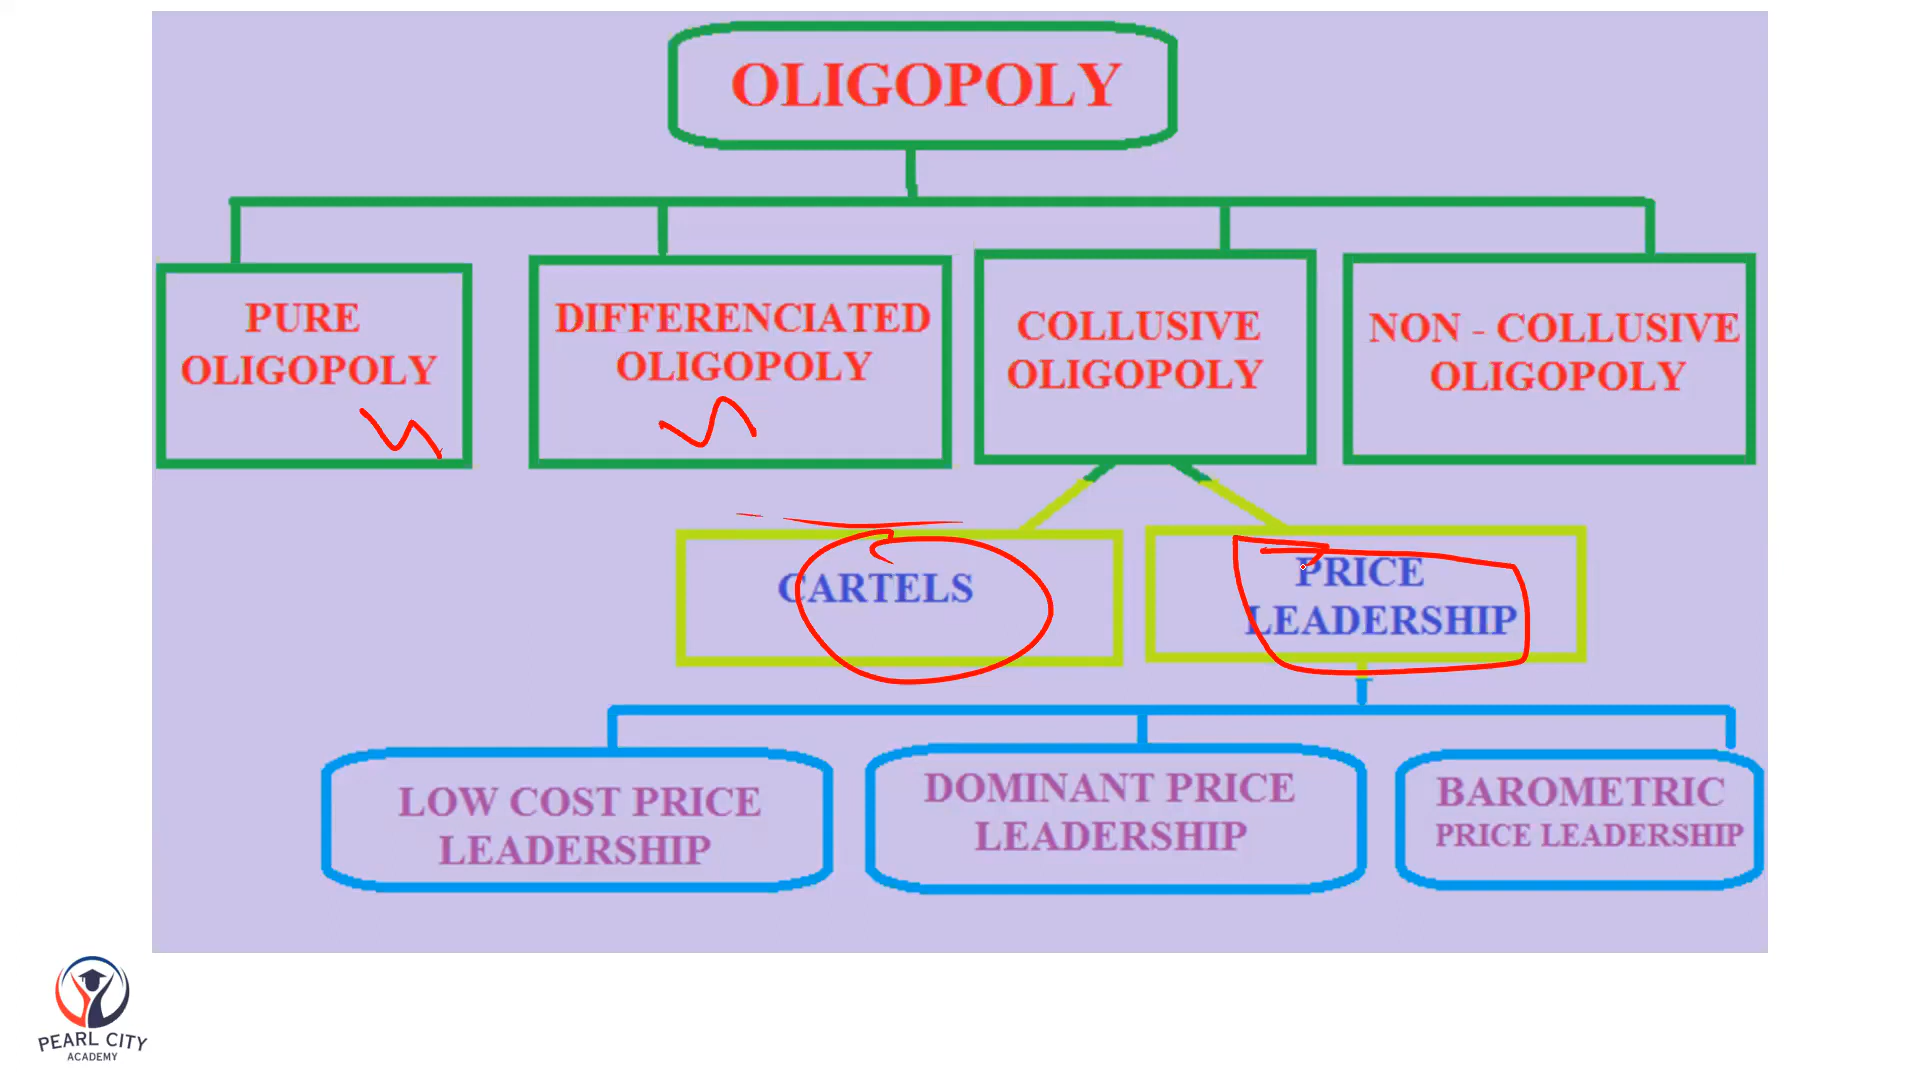 OLIGOPOLY
PURE
OLIGOPOLY
DIFFERENCIATED
OLIGOPOLY
COLLUSIVE
OLIGOPOLY
NON - COLLUSIVE
OLIGOPOLY
CARTELS
PRICE
LEADERSHIP
LOW COST PRICE
LEADERSHIP
DOMINANT PRICE
LEADERSHIP
BAROMETRIC
PRICE LEADERSHIP
PEARL CITY
ACADEMY